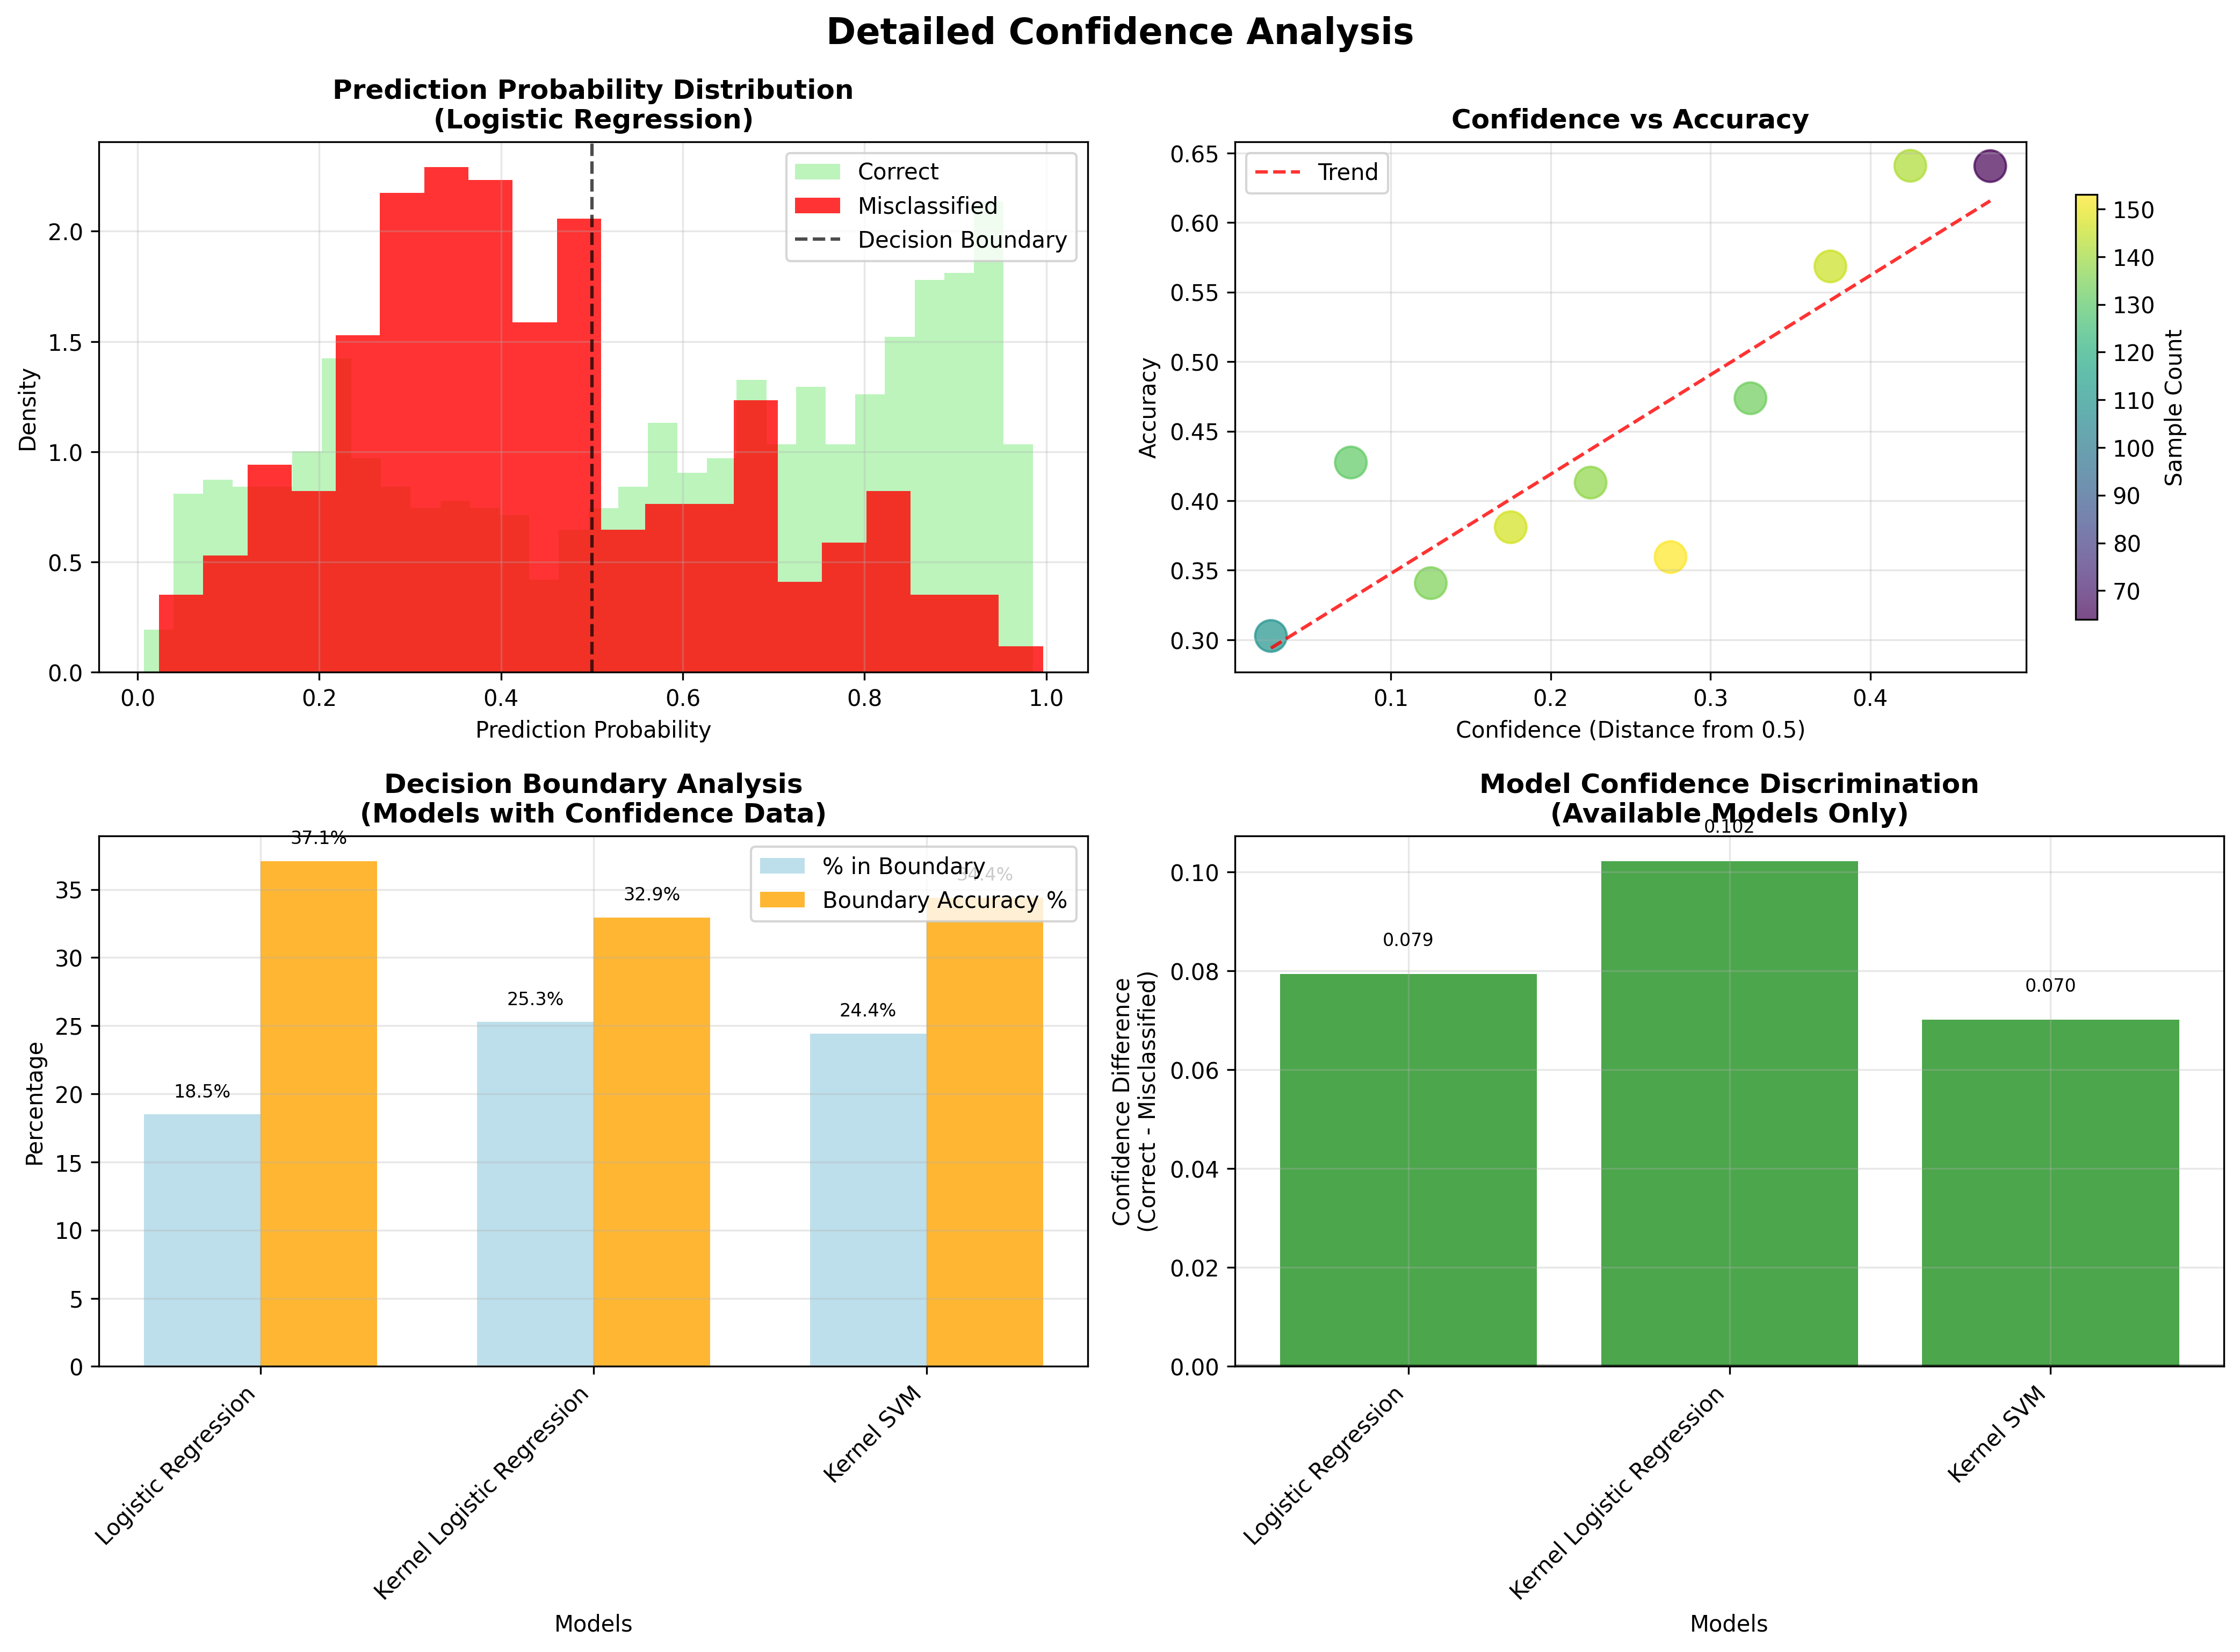 Detailed Confidence Analysis
Prediction Probability Distribution
(Logistic Regression)
Density
2.0
1.5
1.0
0.5
0.0
0.0 0.2 0.4 0.6 0.8 1.0
Prediction Probability
Correct
Misclassified
Decision Boundary
Confidence vs Accuracy
Accuracy
0.65
0.60
0.55
0.50
0.45
0.40
0.35
0.30
0.1 0.2 0.3 0.4
Confidence (Distance from 0.5)
Trend
150
140
130
120
110
100
90
80
70
Sample Count
Decision Boundary Analysis
(Models with Confidence Data)
Percentage
35
30
25
20
15
10
5
0
% in Boundary
Boundary Accuracy %
18.5%
37.1%
25.3%
32.9%
24.4%
34.4%
Logistic Regression
Kernel Logistic Regression
Kernel SVM
Models
Model Confidence Discrimination
(Available Models Only)
Confidence Difference
(Correct - Misclassified)
0.10
0.08
0.06
0.04
0.02
0.00
0.079
0.102
0.070
Logistic Regression
Kernel Logistic Regression
Kernel SVM
Models